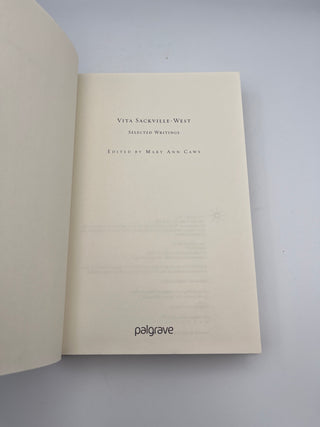 Vita Sackville-West
Selected Writings
Edited by Mary Ann Caws
palgrave